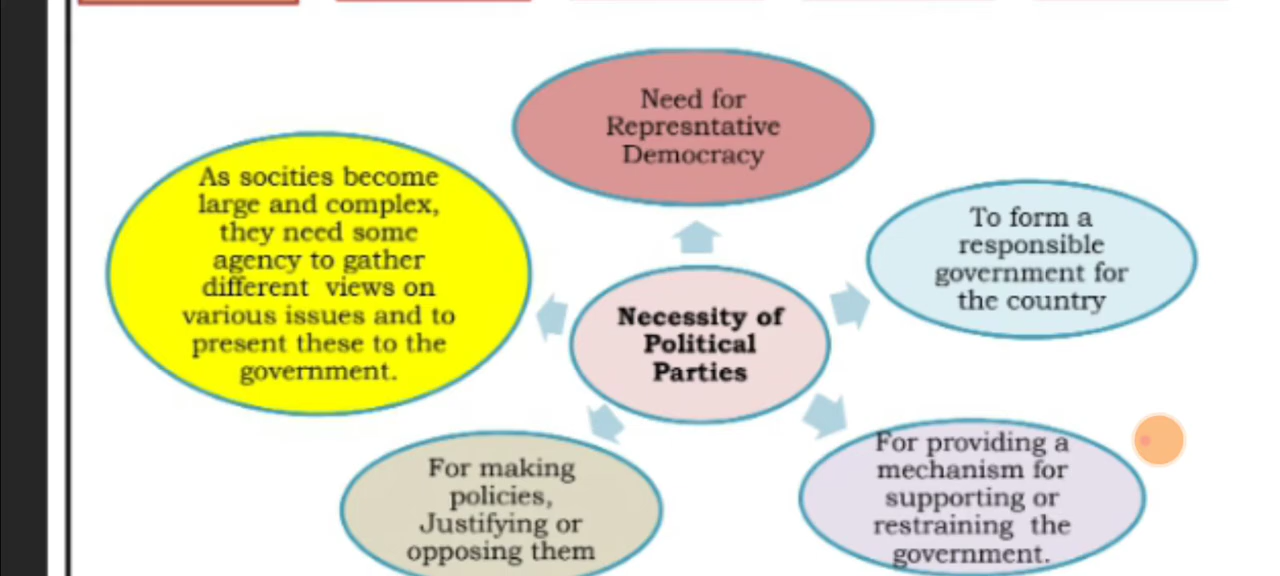 Need for
Represntative
Democracy
As socities become
large and complex,
they need some
agency to gather
different views on
various issues and to
present these to the
government.
To form a
responsible
government for
the country
Necessity of
Political
Parties
For making
policies,
Justifying or
opposing them
For providing a
mechanism for
supporting or
restraining the
government.